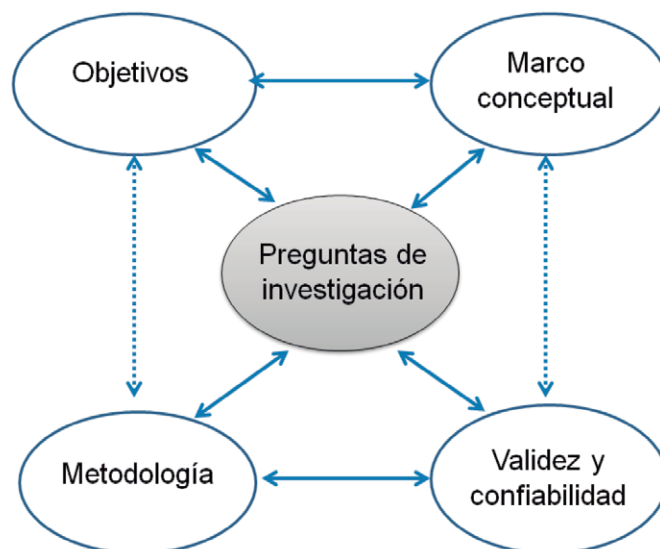 Objetivos
Marco
conceptual
Preguntas de
investigación
Metodología
Validez y
confiabilidad